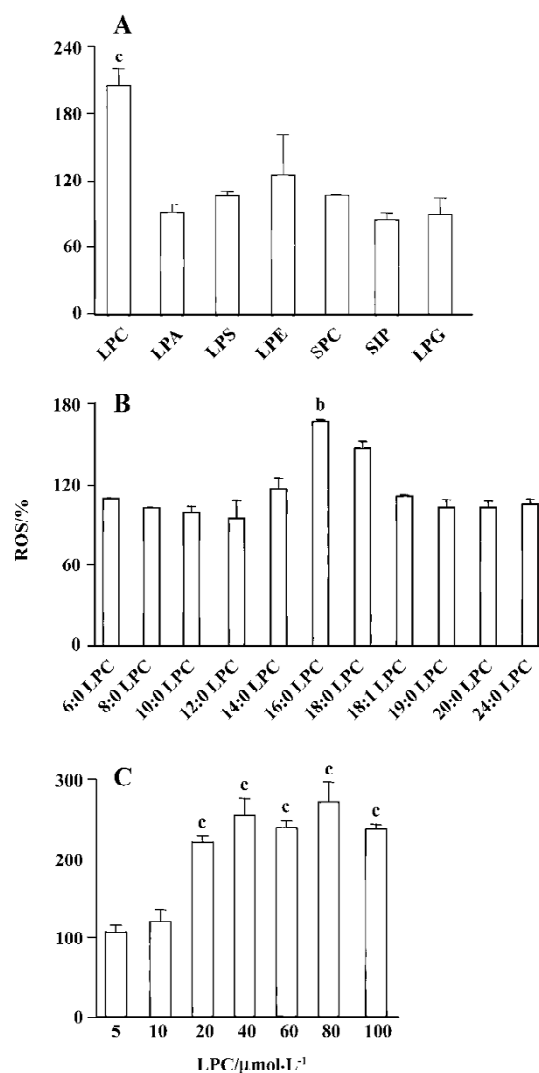 A
240
180
120
60
0
c
LPC LPA LPS LPE SPC SIP LPG
B
180
120
60
0
b
ROS/%
6:0 LPC 8:0 LPC 10:0 LPC 12:0 LPC 14:0 LPC 16:0 LPC 18:0 LPC 18:1 LPC 19:0 LPC 20:0 LPC 24:0 LPC
C
300
200
100
0
c c c c c
5 10 20 40 60 80 100
LPC/μmol·L⁻¹